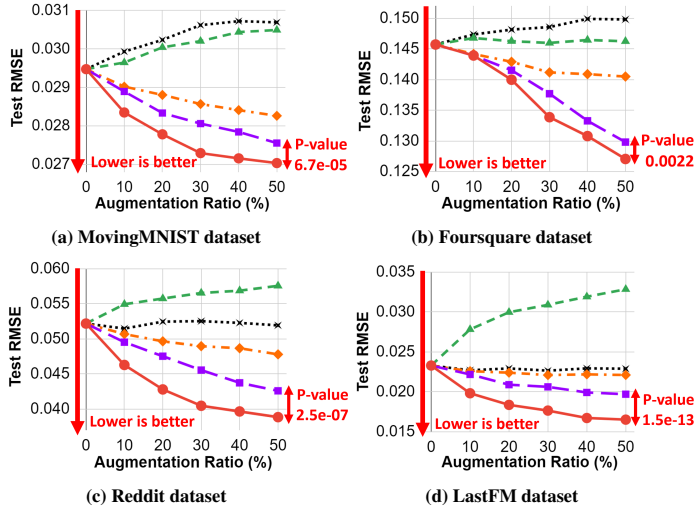 0.031
0.030
0.029
0.028
0.027
Test RMSE
Lower is better
P-value
6.7e-05
0 10 20 30 40 50
Augmentation Ratio (%)
(a) MovingMNIST dataset
0.150
0.145
0.140
0.135
0.130
0.125
Test RMSE
Lower is better
P-value
0.0022
0 10 20 30 40 50
Augmentation Ratio (%)
(b) Foursquare dataset
0.060
0.055
0.050
0.045
0.040
Test RMSE
Lower is better
P-value
2.5e-07
0 10 20 30 40 50
Augmentation Ratio (%)
(c) Reddit dataset
0.035
0.030
0.025
0.020
0.015
Test RMSE
Lower is better
P-value
1.5e-13
0 10 20 30 40 50
Augmentation Ratio (%)
(d) LastFM dataset